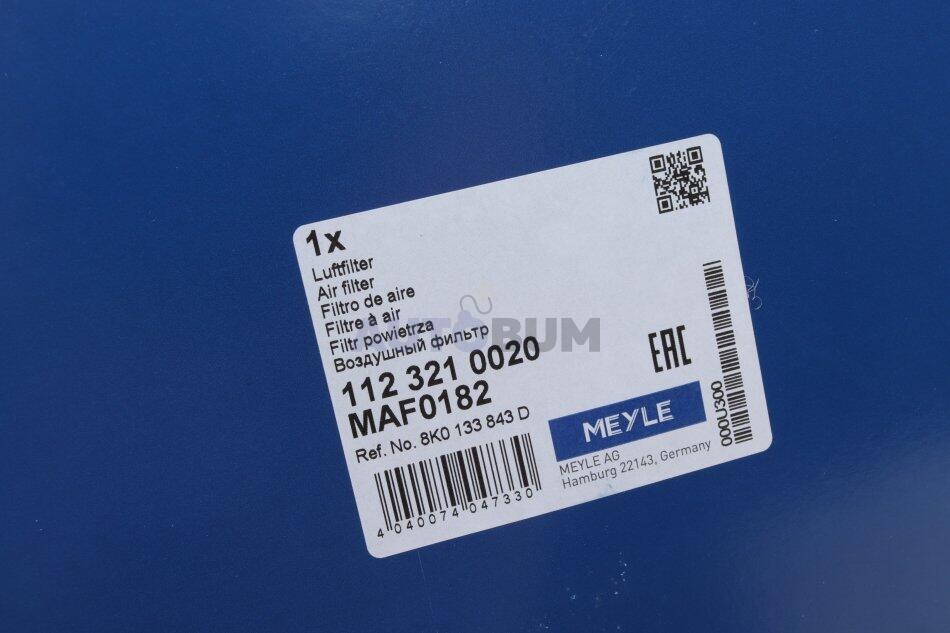 1x
Luftfilter
Air filter
Filtro de aire
Filtre à air
Filtr powietrza
Воздушный фильтр
AUTOBUM
112 321 0020
MAF0182
Ref. No. 8K0 133 843 D
4 040074 047330
EAC
MEYLE
MEYLE AG
Hamburg 22143, Germany
000U300